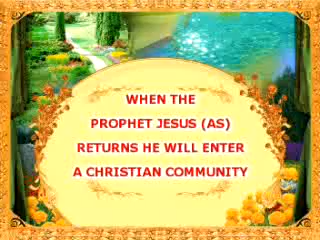 WHEN THE
PROPHET JESUS (AS)
RETURNS HE WILL ENTER
A CHRISTIAN COMMUNITY